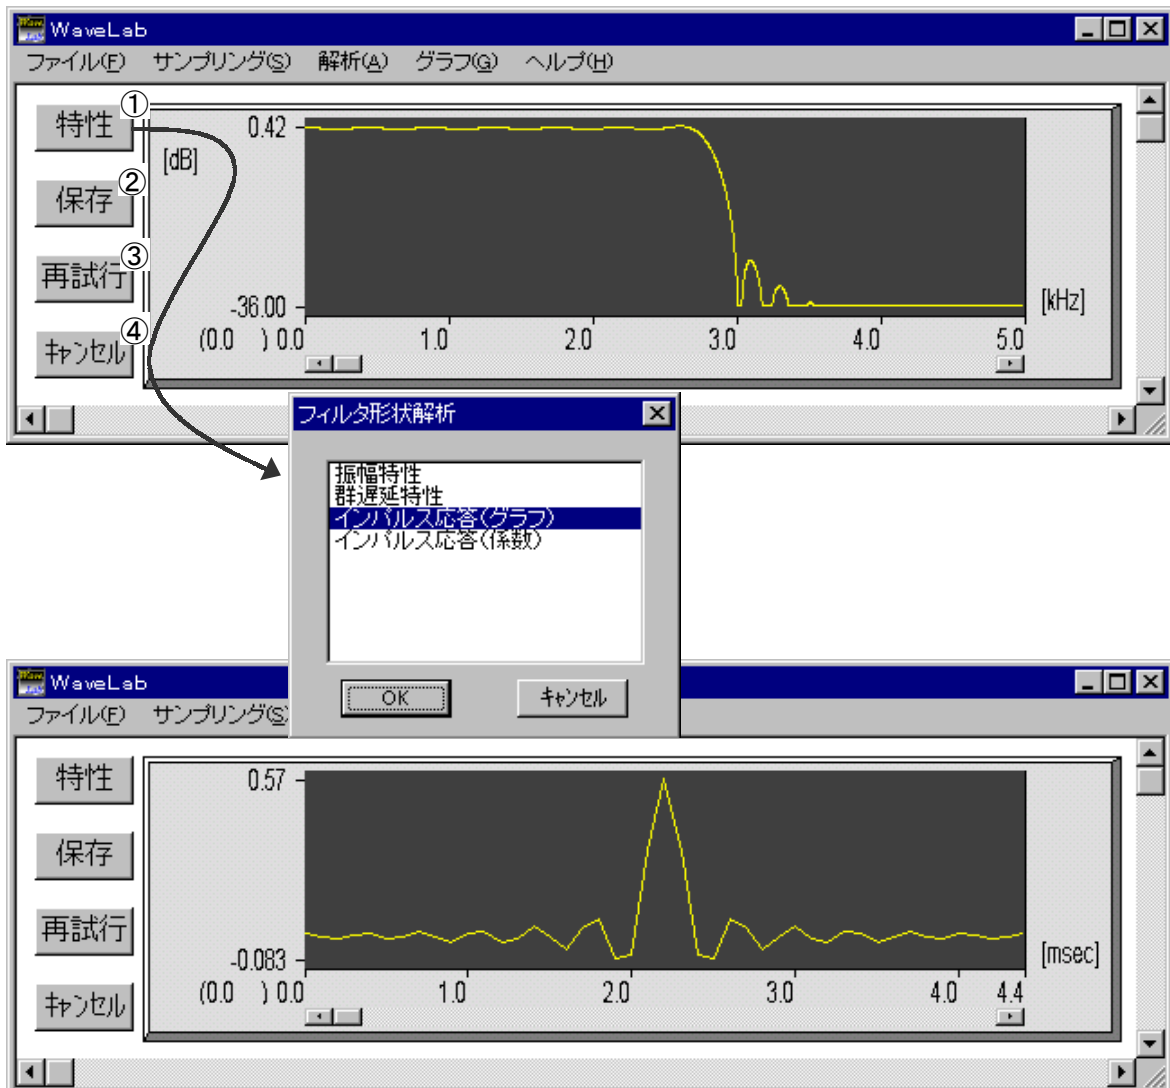 WaveLab
ファイル(F) サンプリング(S) 解析(A) グラフ(G) ヘルプ(H)
特性 ①
保存 ②
再試行 ③
キャンセル ④
0.42
[dB]
-36.00
(0.0 ) 0.0 1.0 2.0 3.0 4.0 5.0
[kHz]
フィルタ形状解析
振幅特性
群遅延特性
インパルス応答(グラフ)
インパルス応答(係数)
OK キャンセル
WaveLab
ファイル(F) サンプリング(S)
特性
保存
再試行
キャンセル
0.57
-0.083
(0.0 ) 0.0 1.0 2.0 3.0 4.0 4.4
[msec]